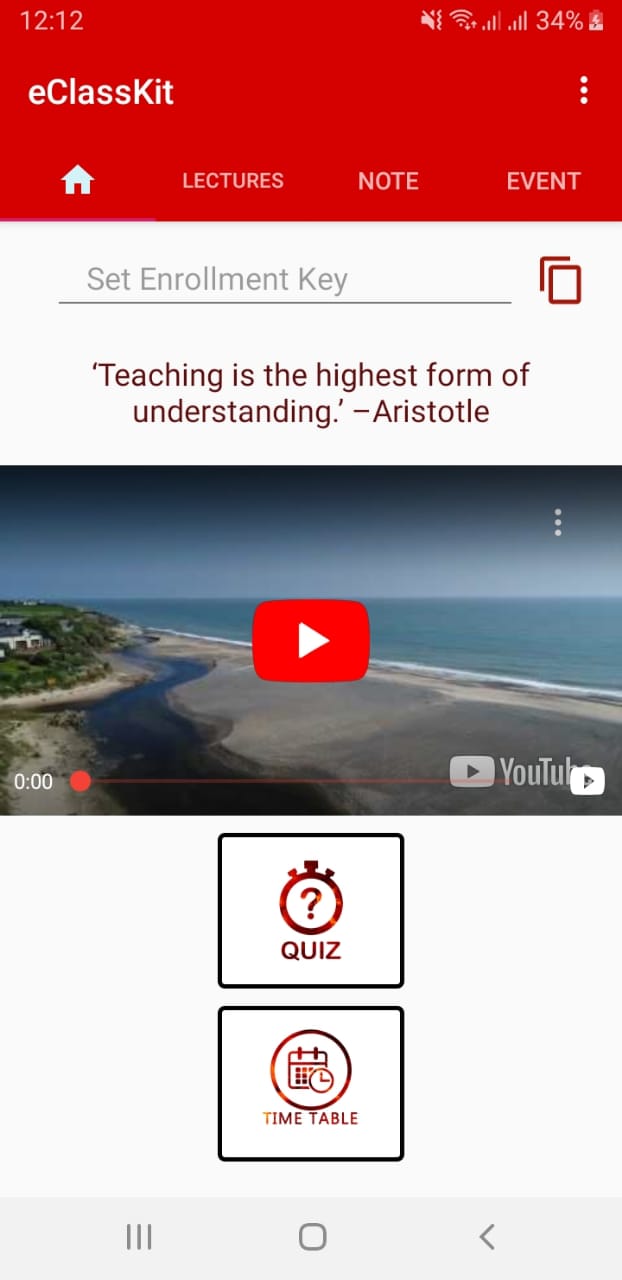 12:12
34%
eClassKit
LECTURES
NOTE
EVENT
Set Enrollment Key
‘Teaching is the highest form of
understanding.’ –Aristotle
0:00
YouTube
?
QUIZ
TIME TABLE